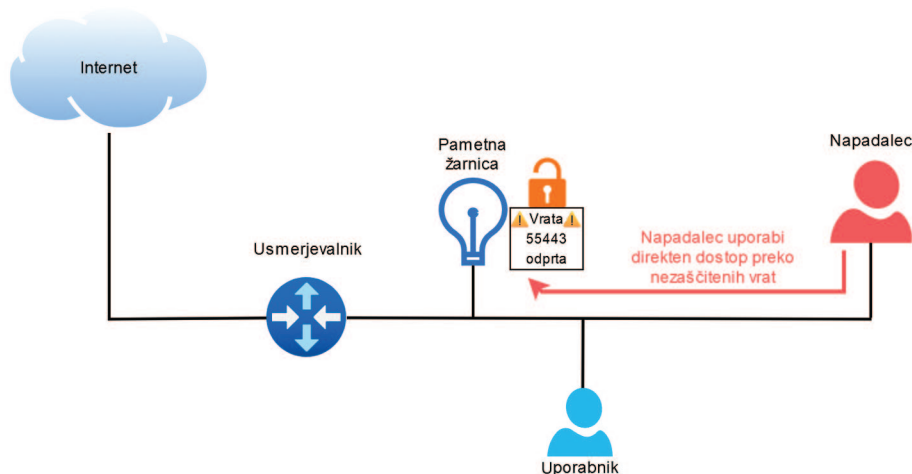 Internet
Pametna
žarnica
Napadalec
Vrata
55443
odprta
Napadalec uporabi
direkten dostop preko
nezaščitenih vrat
Usmerjevalnik
Uporabnik